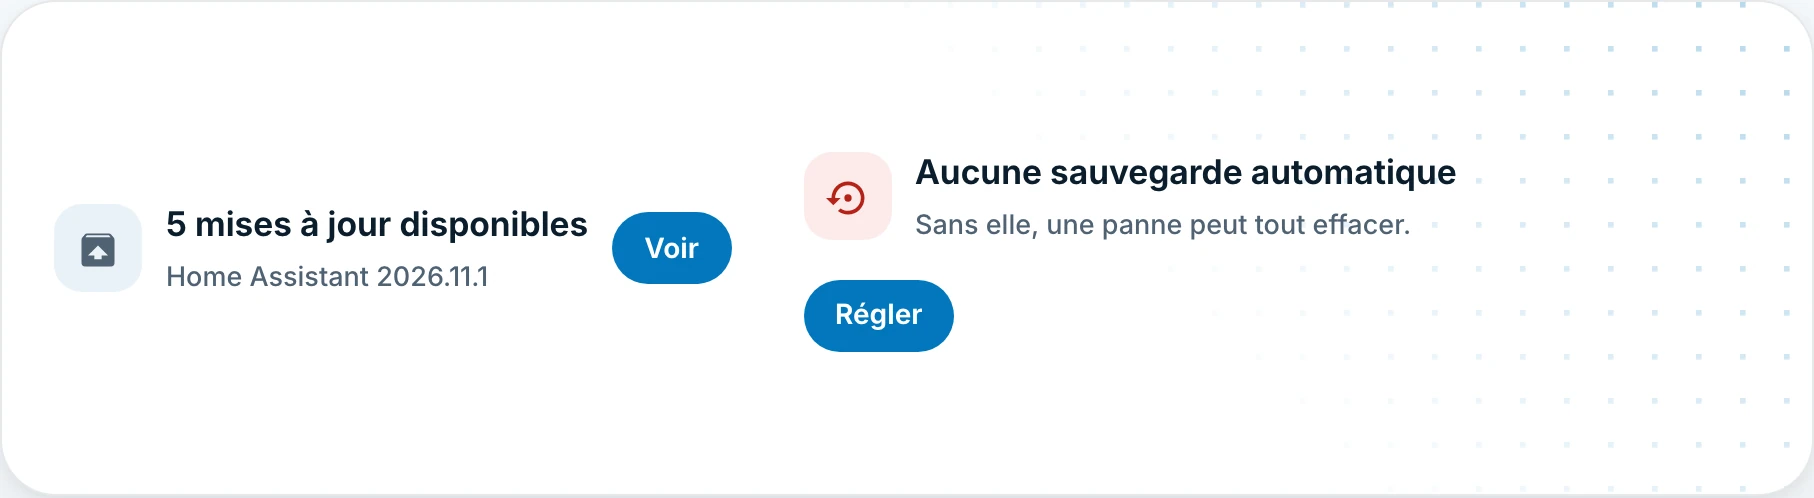 5 mises à jour disponibles
Home Assistant 2026.11.1
Voir
Aucune sauvegarde automatique
Sans elle, une panne peut tout effacer.
Régler